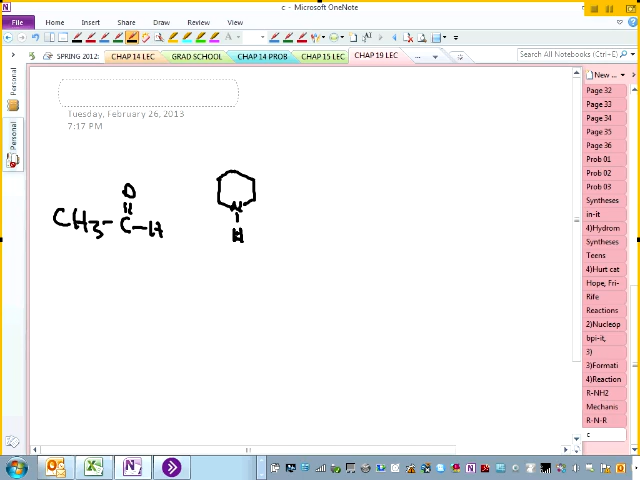 c - Microsoft OneNote
File Home Insert Share Draw Review View
SPRING 2012: CHAP 14 LEC GRAD SCHOOL CHAP 14 PROB CHAP 15 LEC CHAP 19 LEC ... Search All Notebooks (Ctrl+E)
Personal
Personal
Tuesday, February 26, 2013
7:17 PM
O
CH3-C-H
N
H
New ...
Page 32
Page 33
Page 34
Page 35
Page 36
Prob 01
Prob 02
Prob 03
Syntheses
in-it
4)Hydrom
Syntheses
Teens
4)Hurt cat
Hope, Fri-
Rife
Reactions
2)Nucleop
bpi-it,
3)
3)Formati
4)Reaction
R-NH2
Mechanis
R-N-R
c